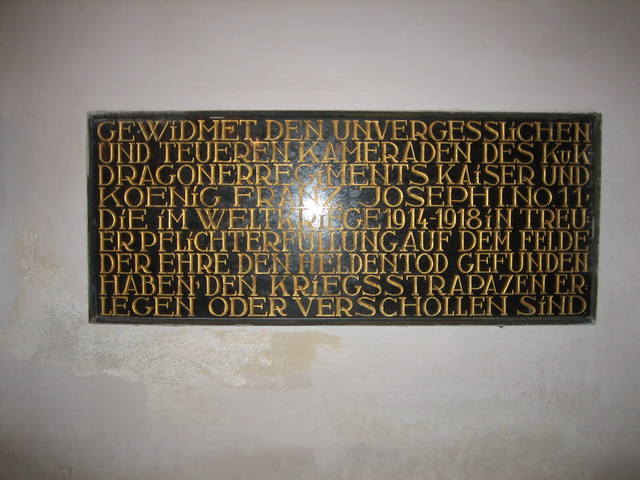 GEWiDMET DEN UNVERGESSLiCHEN
UND TEUEREN KAMERADEN DES K.u.K
DRAGONERREGiMENTS KAiSER UND
KOENiG FRANZ JOSEPH I. NO. 11,
DiE iM WELTKRiEGE 1914-1918 iN TREU-
ER PFLiCHTERFÜLLUNG AUF DEM FELDE
DER EHRE DEN HELDENTOD GEFUNDEN
HABEN, DEN KRiEGSSTRAPAZEN ER-
LEGEN ODER VERSCHOLLEN SiND